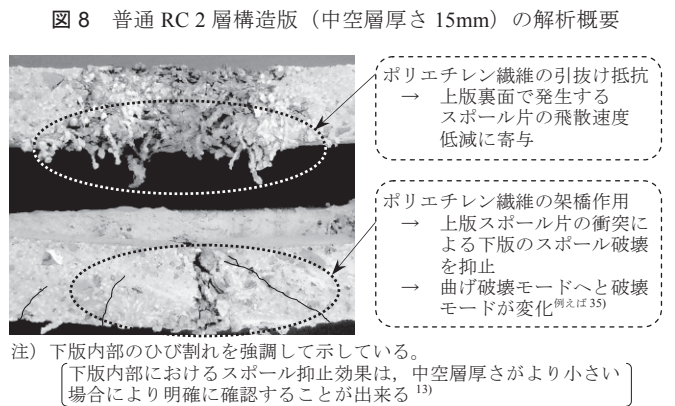 図 8　普通 RC 2 層構造版（中空層厚さ 15mm）の解析概要
ポリエチレン繊維の引抜け抵抗
→　上版裏面で発生する
スポール片の飛散速度
低減に寄与
ポリエチレン繊維の架橋作用
→　上版スポール片の衝突に
よる下版のスポール破壊
を抑止
→　曲げ破壊モードへと破壊
モードが変化例えば 35)
注）下版内部のひび割れを強調して示している。
下版内部におけるスポール抑止効果は，中空層厚さがより小さい
場合により明確に確認することが出来る 13)